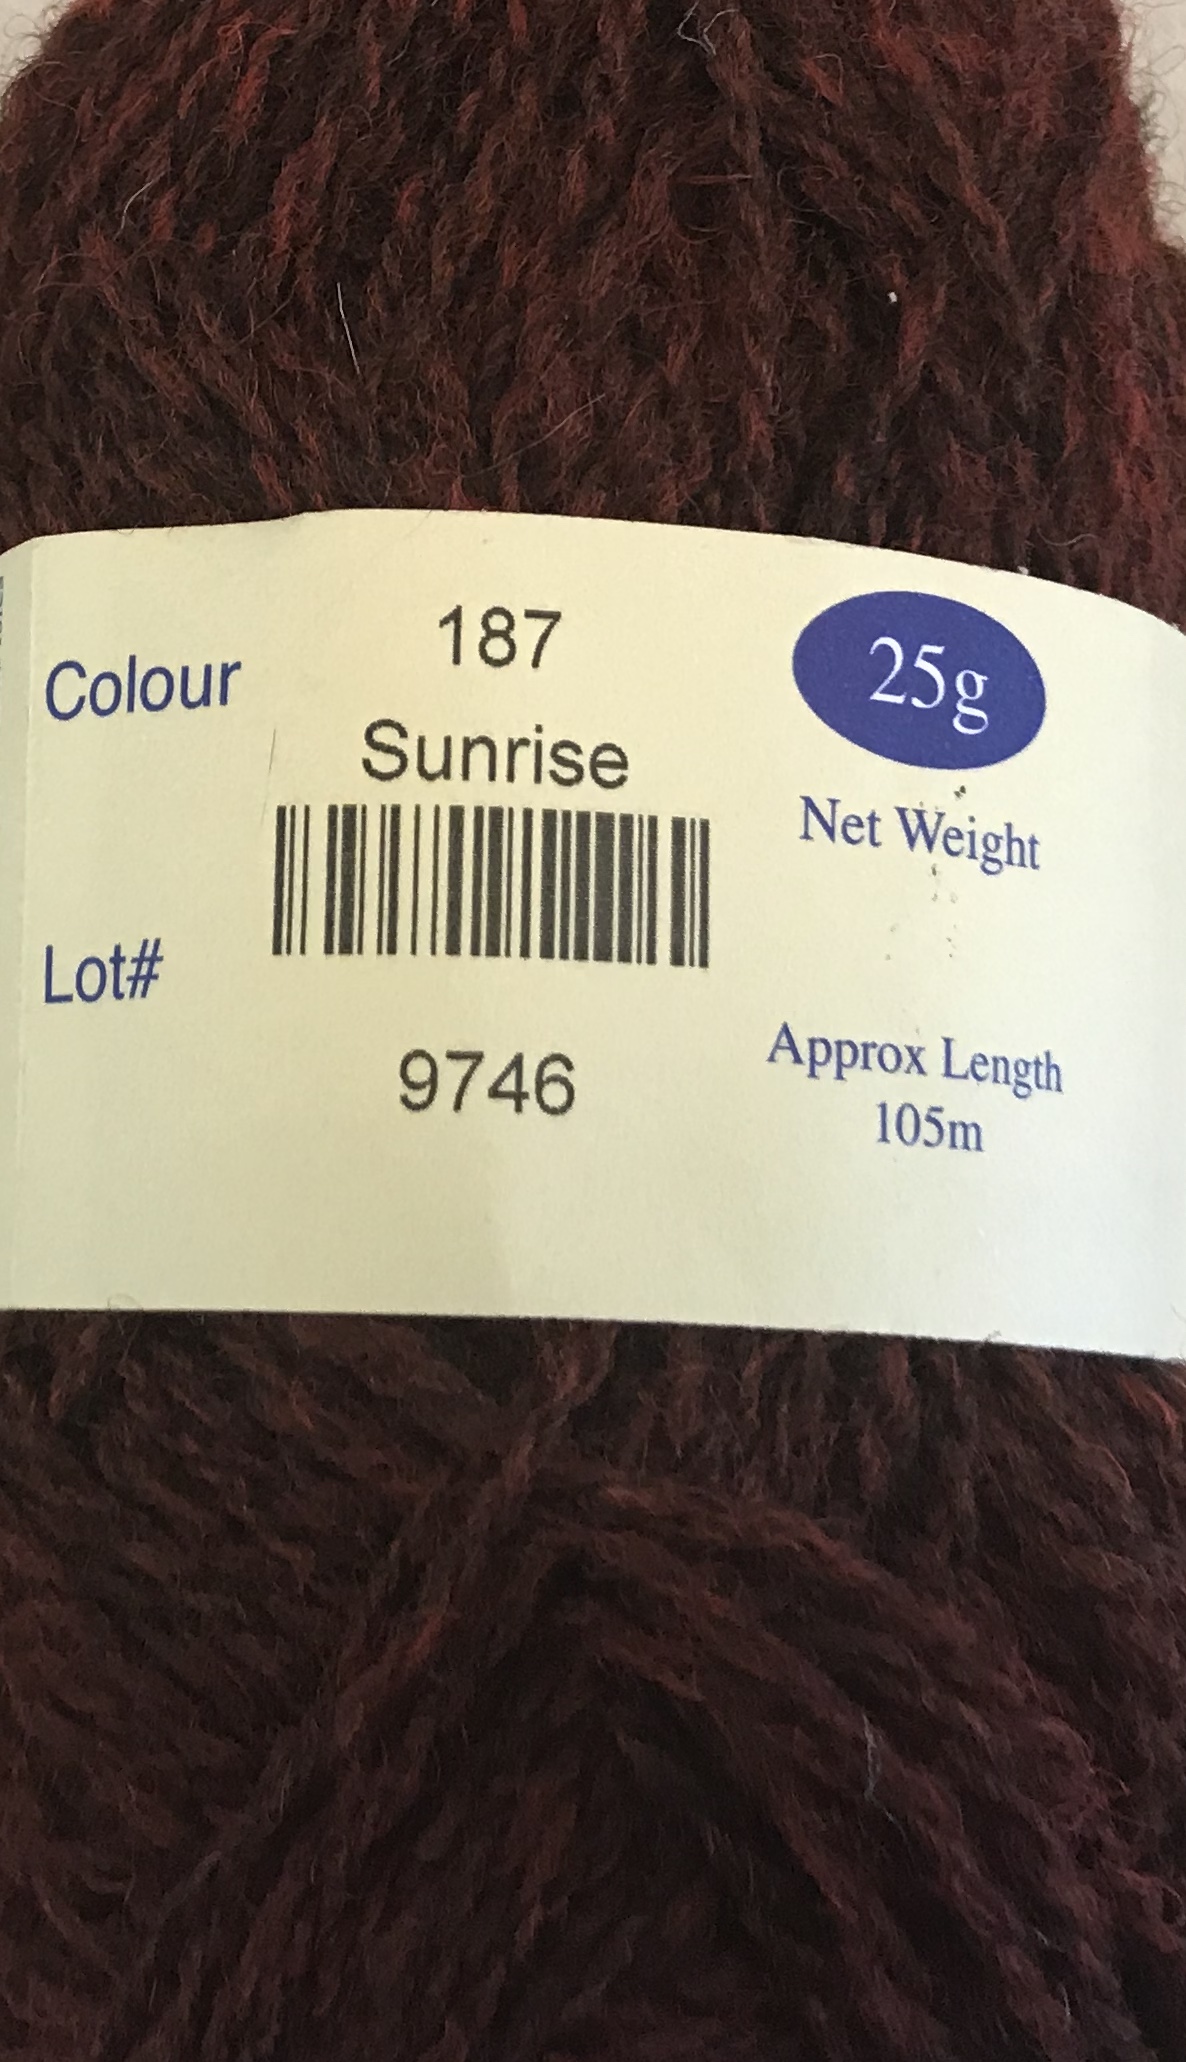 Colour
187
Sunrise
Lot#
9746
25g
Net Weight
Approx Length
105m